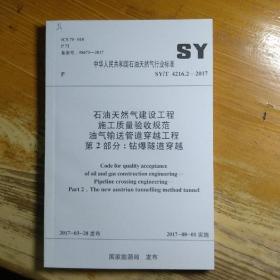 ICS 75-010
P 72
备案号：58675—2017
SY
中华人民共和国石油天然气行业标准
P
SY/T 4216.2—2017
石油天然气建设工程
施工质量验收规范
油气输送管道穿越工程
第2部分：钻爆隧道穿越
Code for quality acceptance
of oil and gas construction engineering—
Pipeline crossing engineering
Part 2：The new austrian tunnelling method tunnel
2017-03-28 发布
2017-08-01 实施
国家能源局 发布